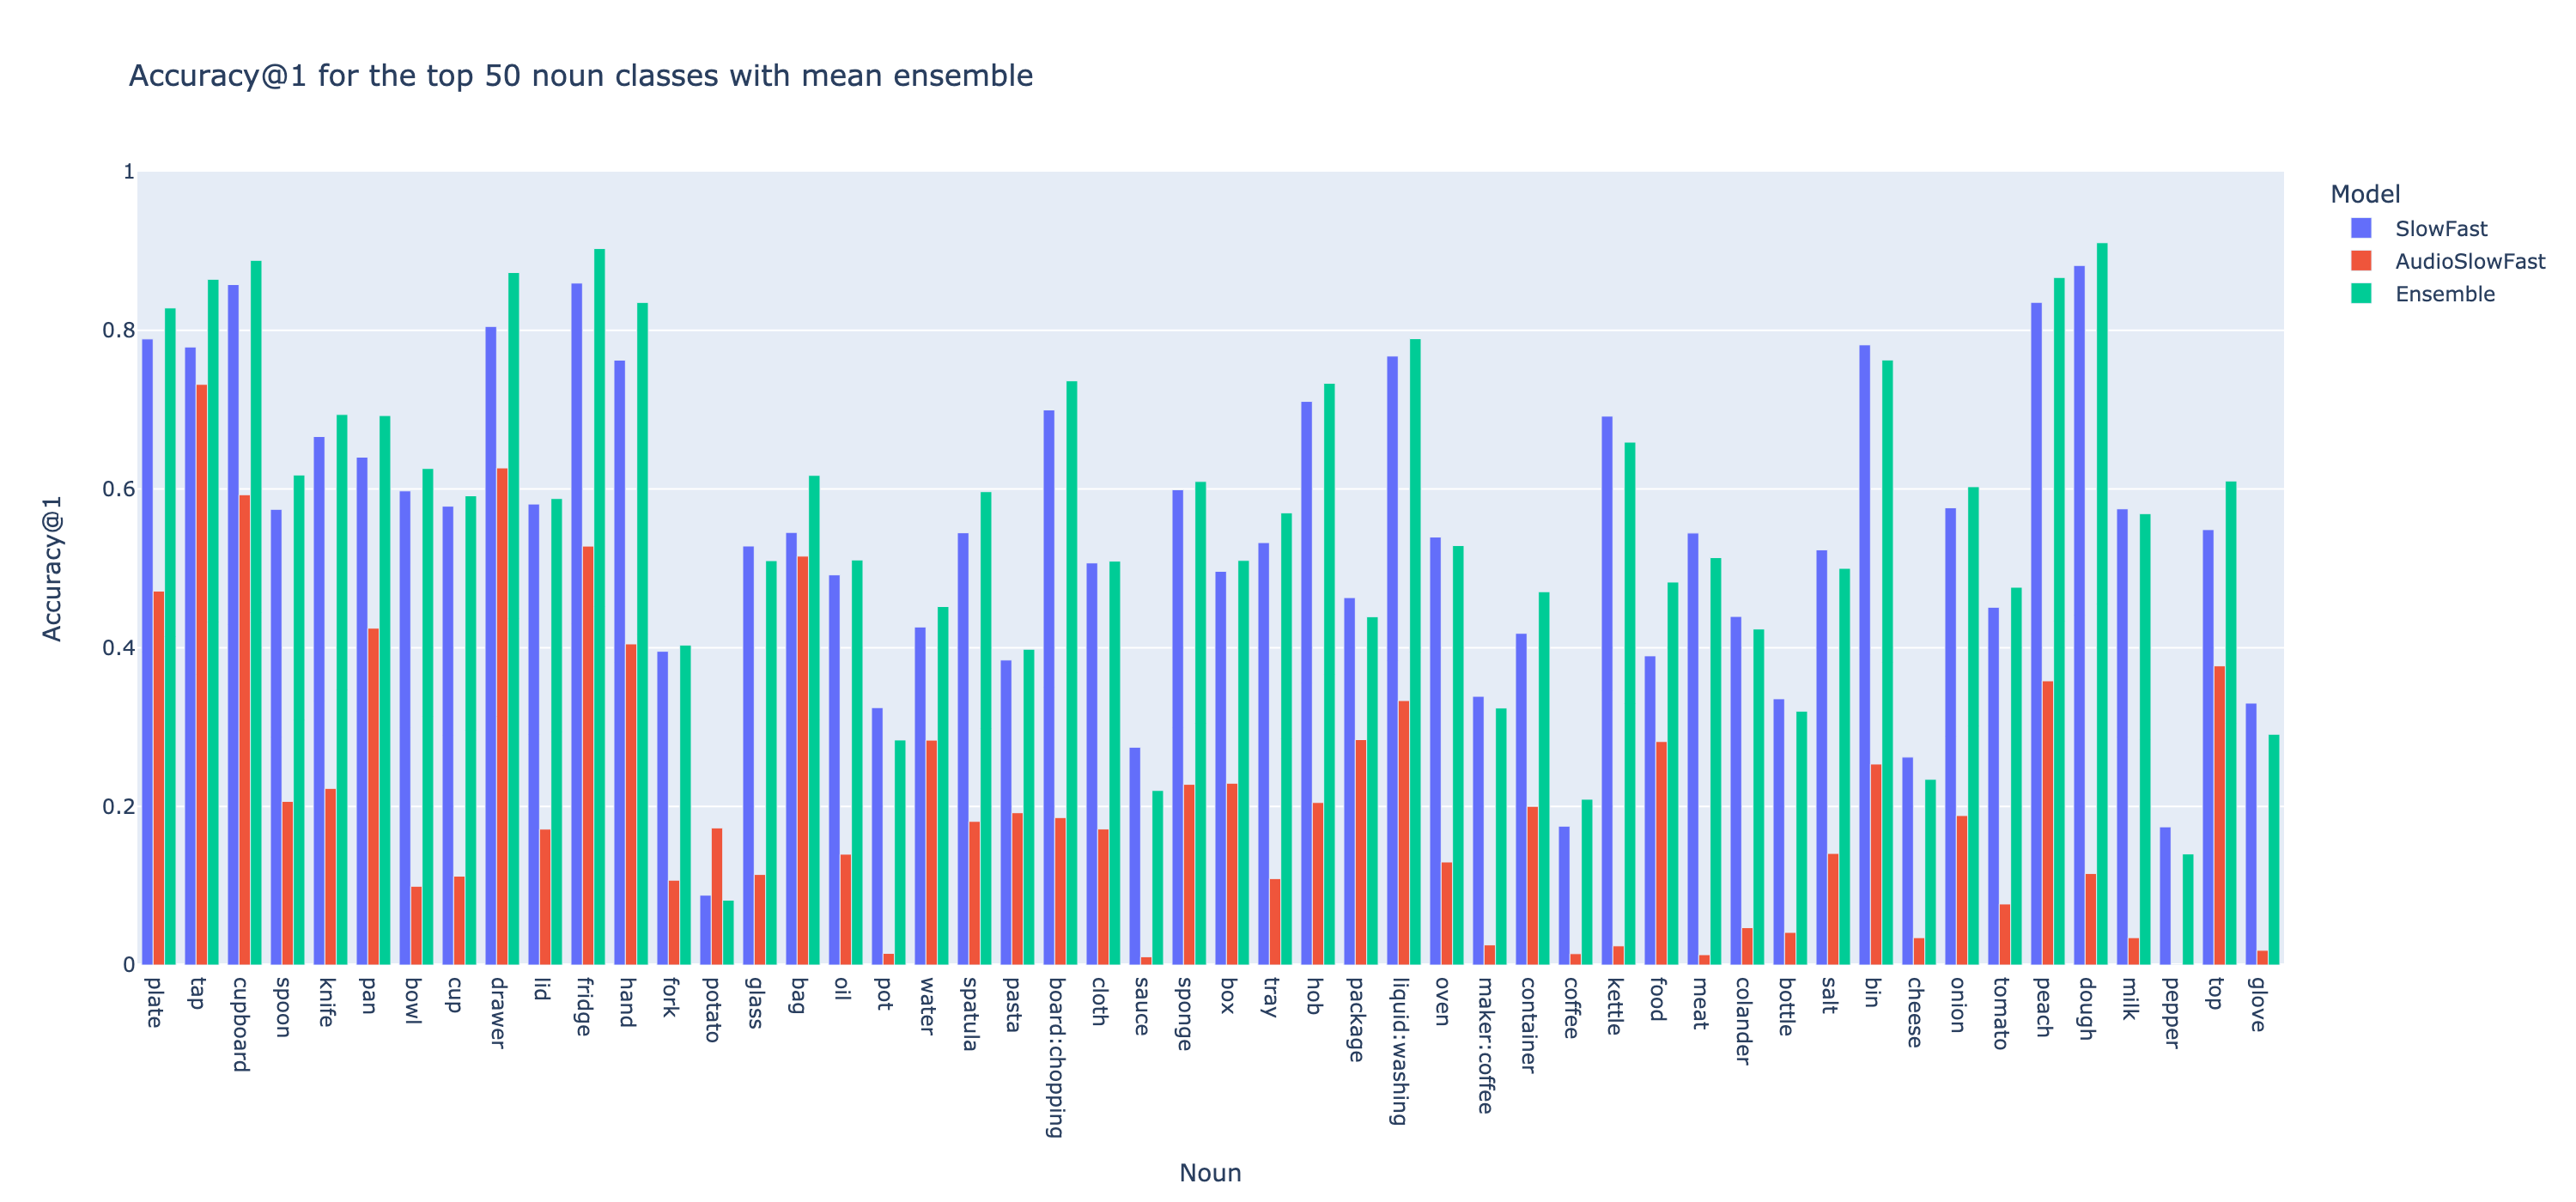 Accuracy@1 for the top 50 noun classes with mean ensemble
1
0.8
0.6
0.4
0.2
0
Accuracy@1
plate
tap
cupboard
spoon
knife
pan
bowl
cup
drawer
lid
fridge
hand
fork
potato
glass
bag
oil
pot
water
spatula
pasta
board:chopping
cloth
sauce
sponge
box
tray
hob
package
liquid:washing
oven
maker:coffee
container
coffee
kettle
food
meat
colander
bottle
salt
bin
cheese
onion
tomato
peach
dough
milk
pepper
top
glove
Noun
Model
SlowFast
AudioSlowFast
Ensemble